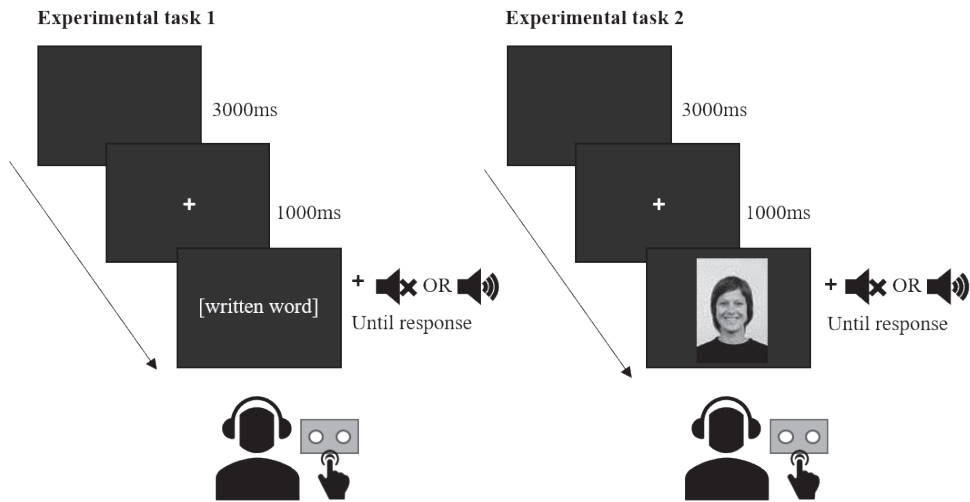 Experimental task 1
3000ms
+
1000ms
[written word]
+ OR
Until response
Experimental task 2
3000ms
+
1000ms
+ OR
Until response